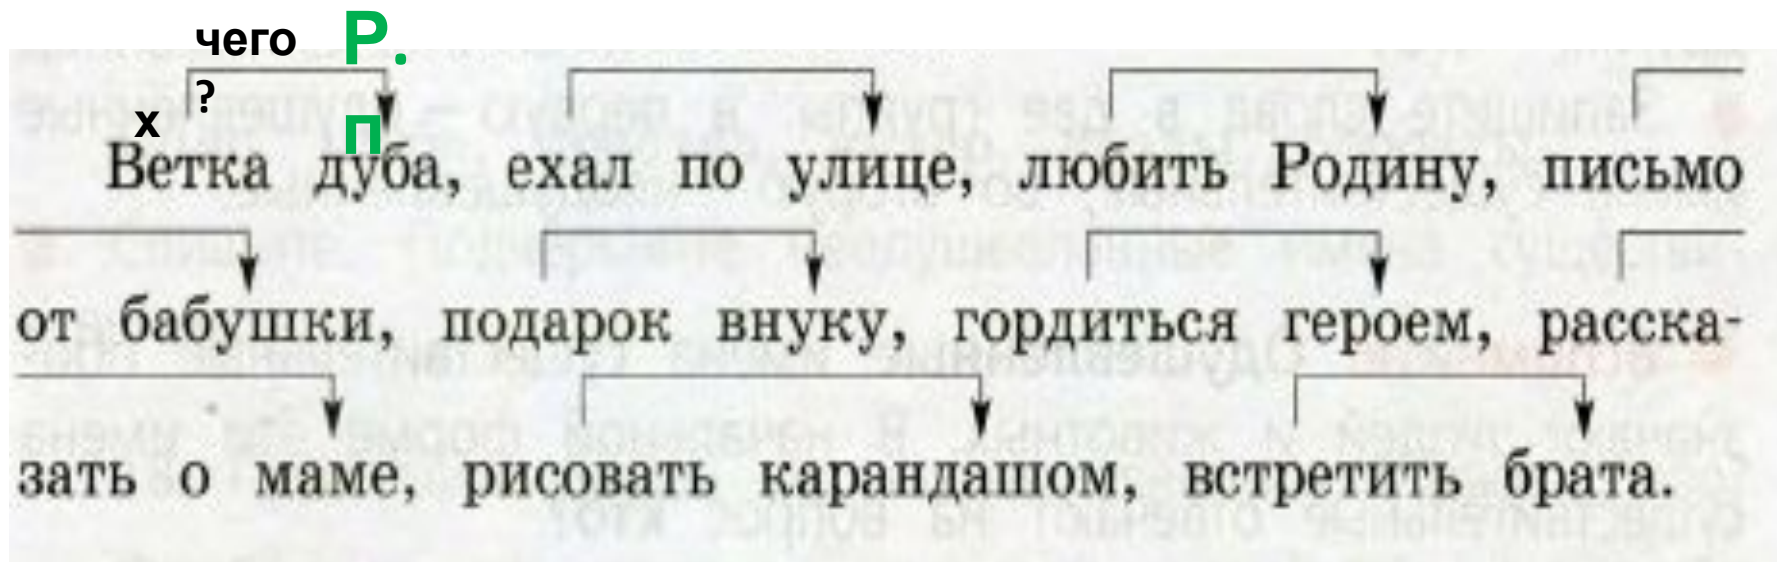 чего Р.
?
х п
Ветка дуба, ехал по улице, любить Родину, письмо
от бабушки, подарок внуку, гордиться героем, расска-
зать о маме, рисовать карандашом, встретить брата.